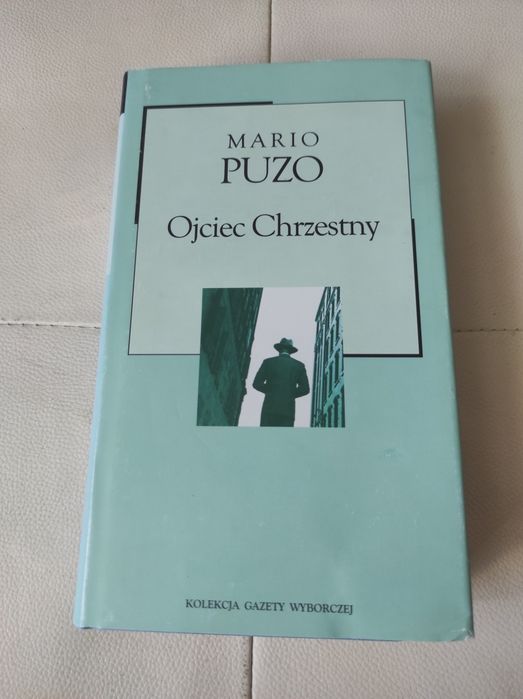 MARIO
PUZO
Ojciec Chrzestny
KOLEKCJA GAZETY WYBORCZEJ